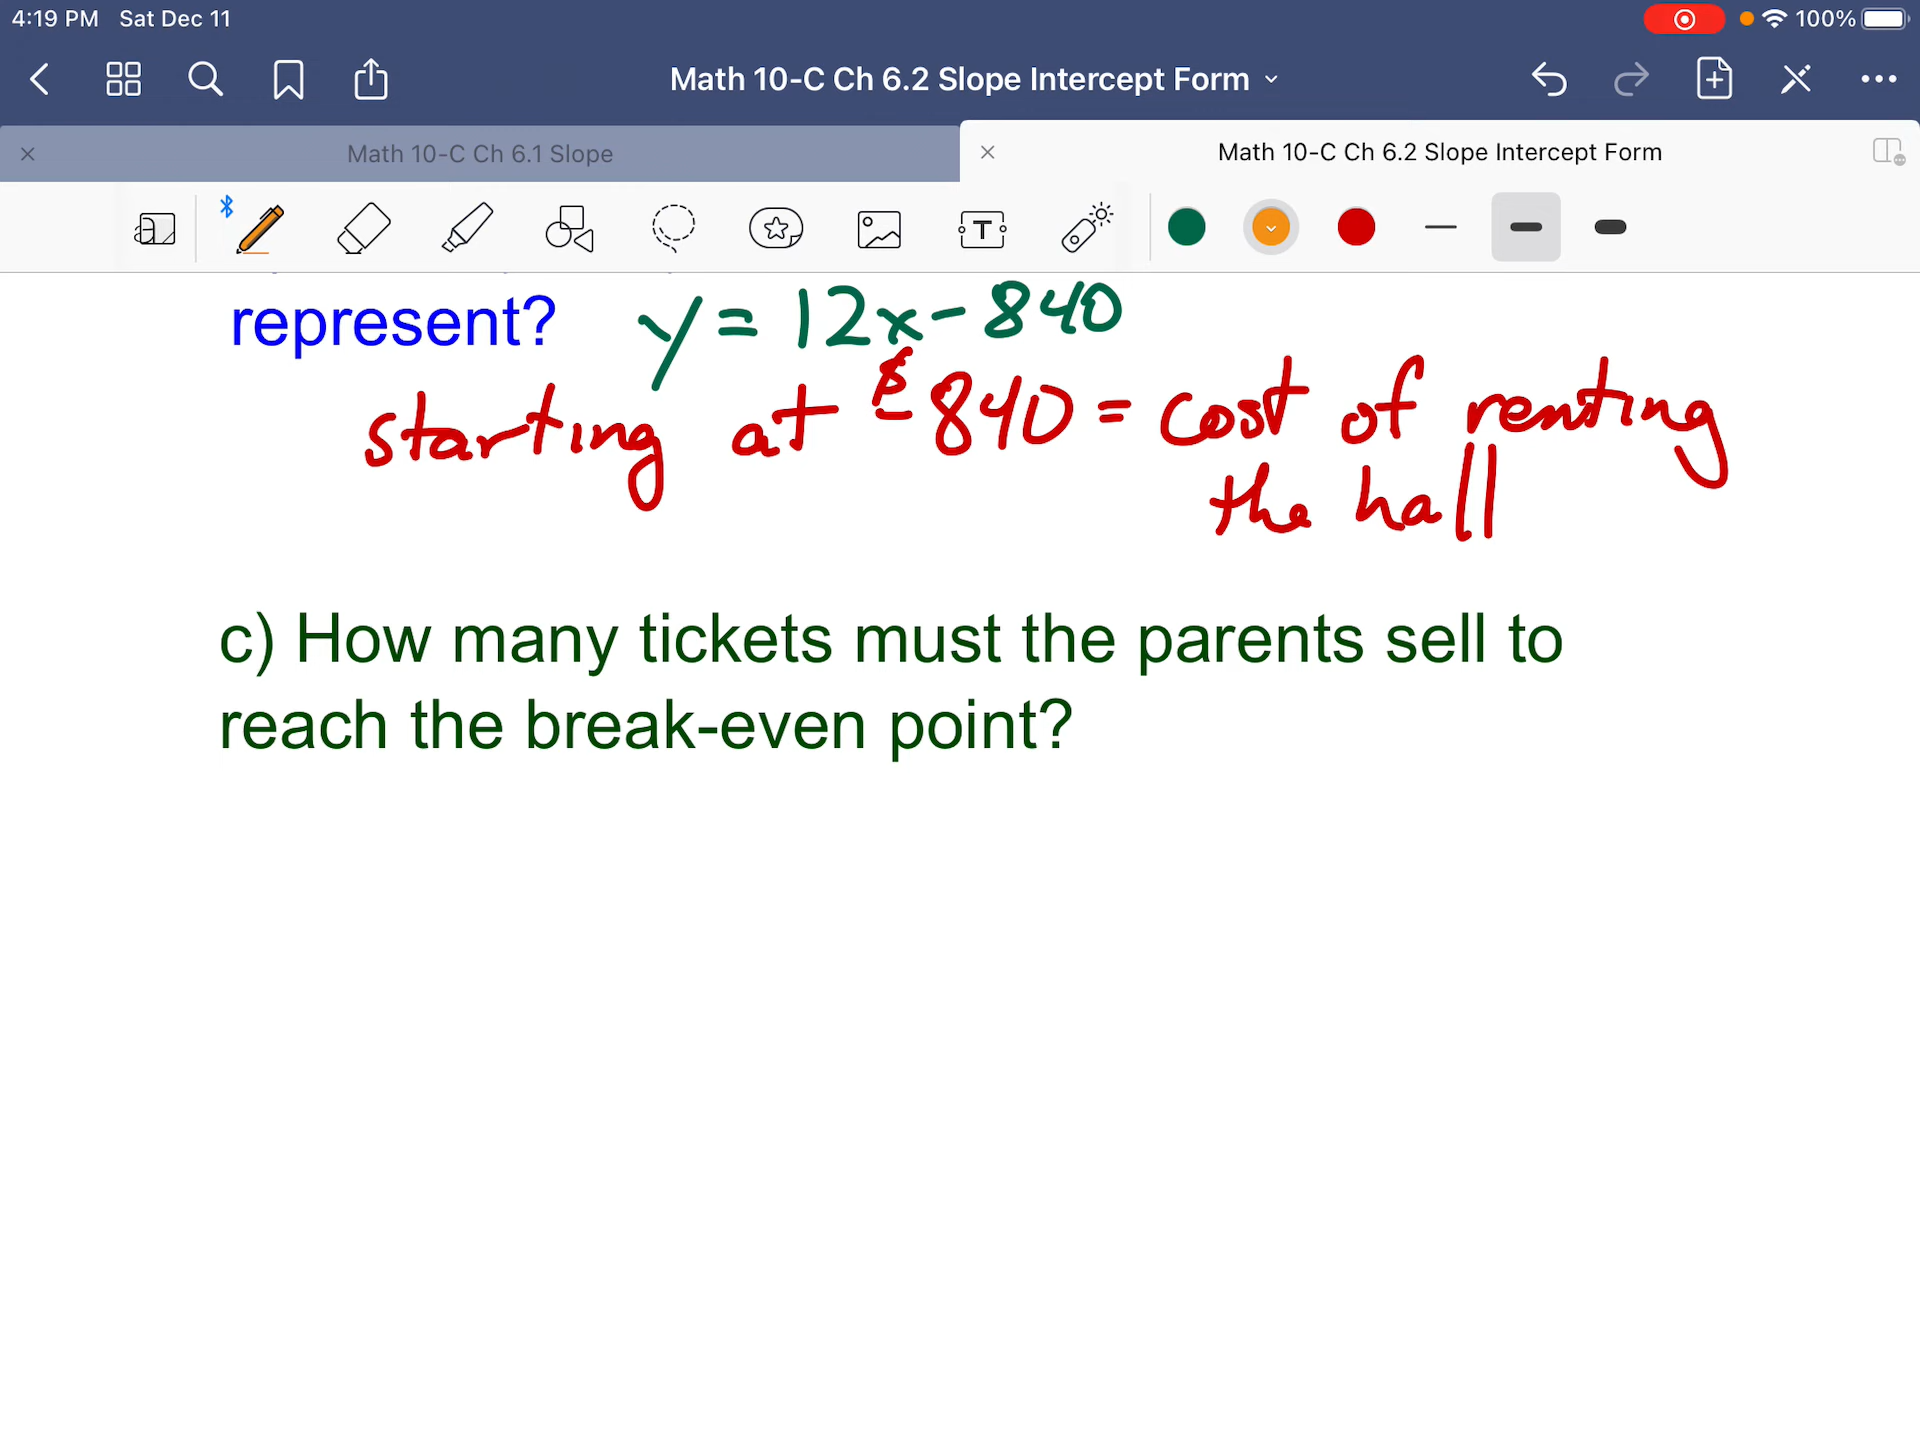 4:19 PM Sat Dec 11 100%
Math 10-C Ch 6.2 Slope Intercept Form
Math 10-C Ch 6.1 Slope Math 10-C Ch 6.2 Slope Intercept Form
represent? y = 12x - 840
starting at -$840 = cost of renting
the hall
c) How many tickets must the parents sell to
reach the break-even point?